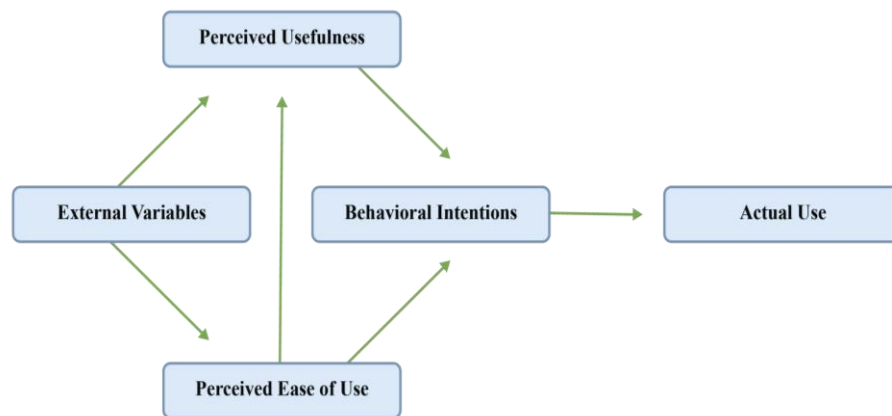 Perceived Usefulness
External Variables
Behavioral Intentions
Actual Use
Perceived Ease of Use